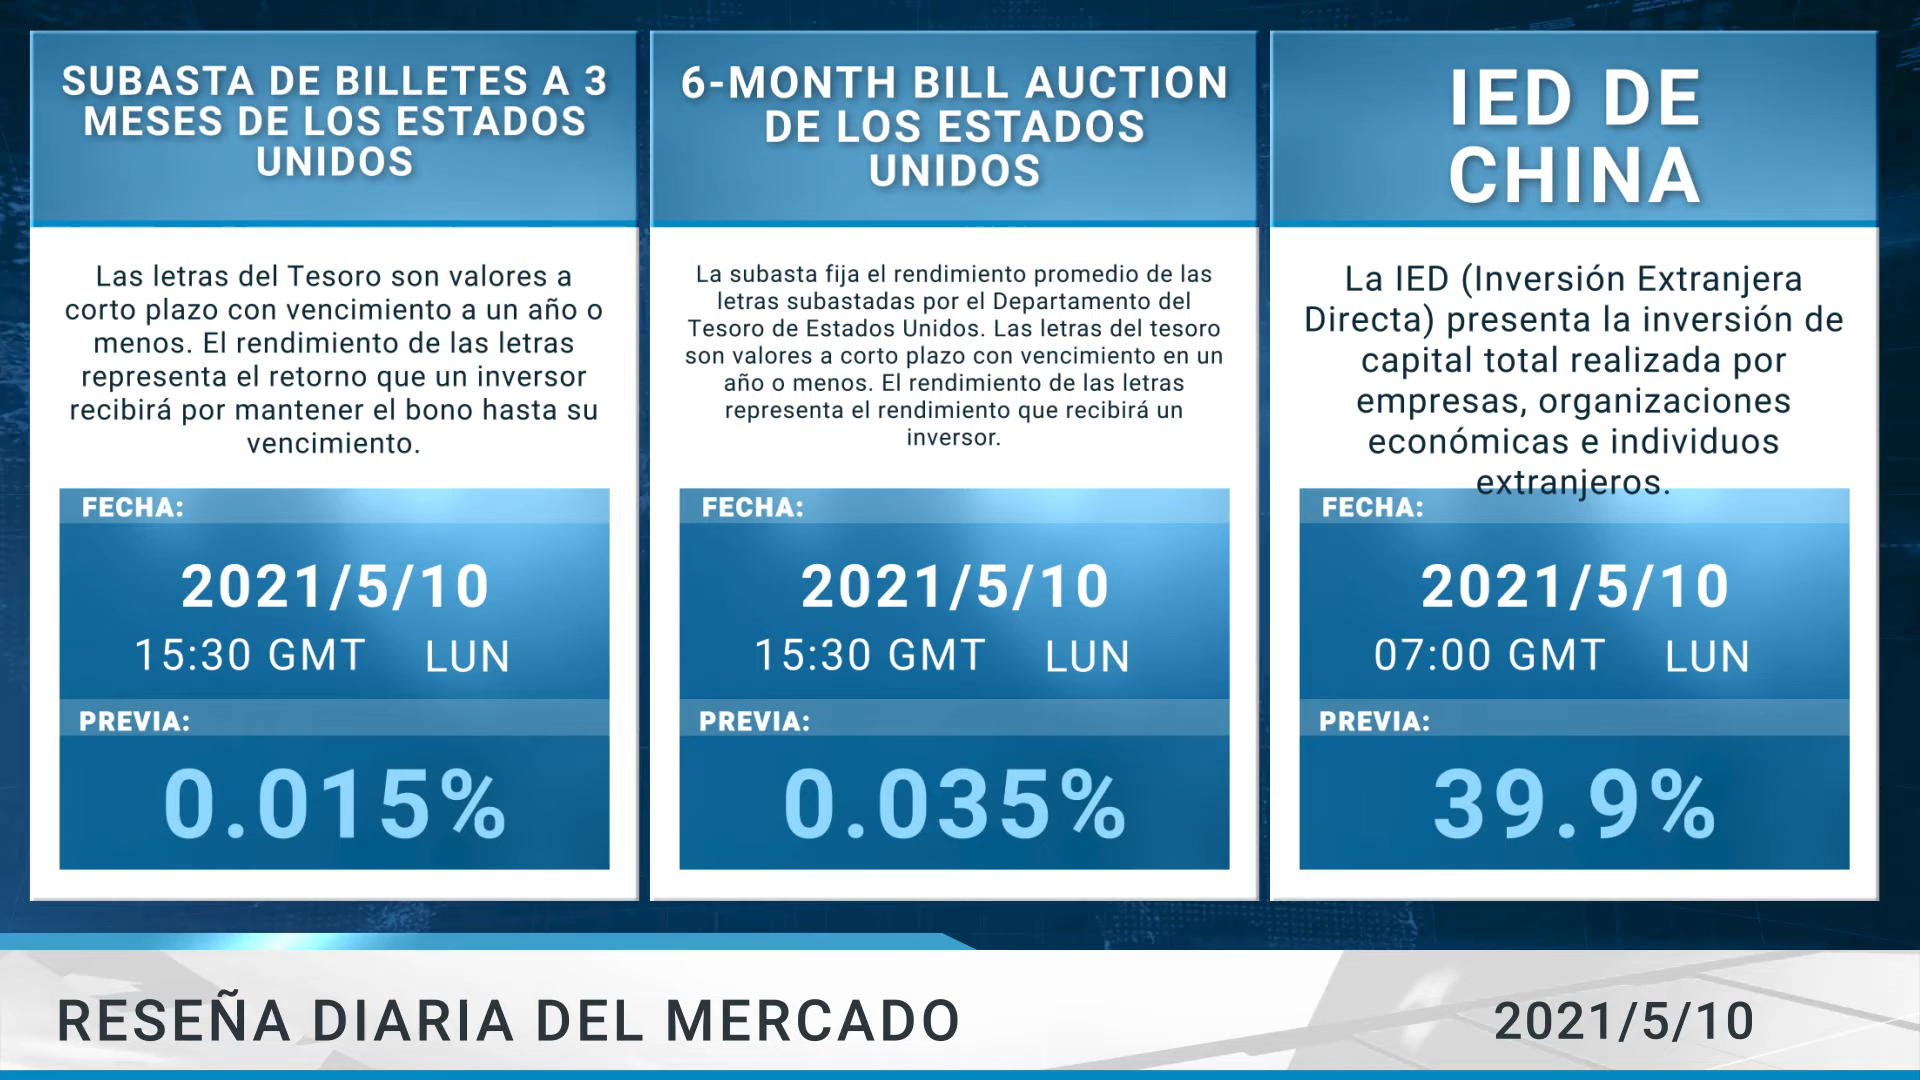 SUBASTA DE BILLETES A 3
MESES DE LOS ESTADOS
UNIDOS
Las letras del Tesoro son valores a
corto plazo con vencimiento a un año o
menos. El rendimiento de las letras
representa el retorno que un inversor
recibirá por mantener el bono hasta su
vencimiento.
FECHA:
2021/5/10
15:30 GMT LUN
PREVIA:
0.015%
6-MONTH BILL AUCTION
DE LOS ESTADOS
UNIDOS
La subasta fija el rendimiento promedio de las
letras subastadas por el Departamento del
Tesoro de Estados Unidos. Las letras del tesoro
son valores a corto plazo con vencimiento en un
año o menos. El rendimiento de las letras
representa el rendimiento que recibirá un
inversor.
FECHA:
2021/5/10
15:30 GMT LUN
PREVIA:
0.035%
IED DE
CHINA
La IED (Inversión Extranjera
Directa) presenta la inversión de
capital total realizada por
empresas, organizaciones
económicas e individuos
extranjeros.
FECHA:
2021/5/10
07:00 GMT LUN
PREVIA:
39.9%
RESEÑA DIARIA DEL MERCADO
2021/5/10